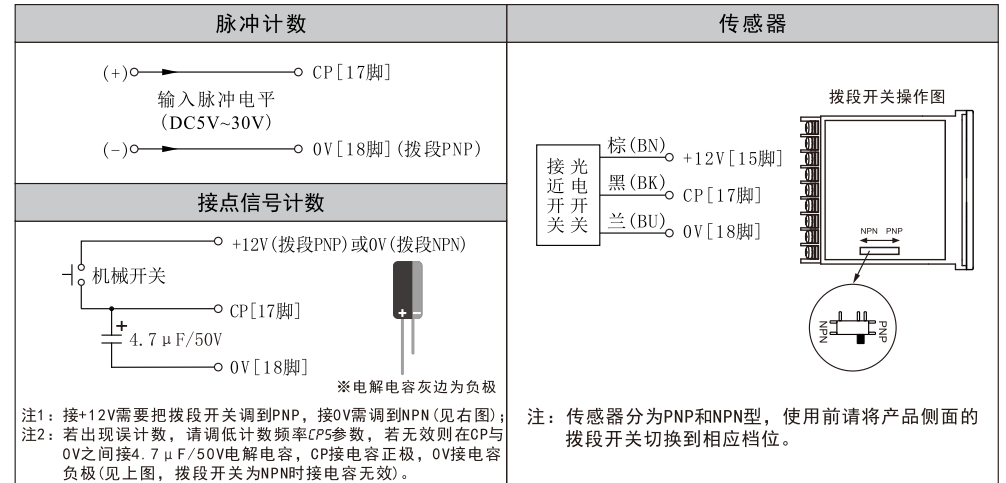 脉冲计数
(+) CP[17脚]
输入脉冲电平
(DC5V~30V)
(-) 0V[18脚](拨段PNP)
接点信号计数
+12V(拨段PNP)或0V(拨段NPN)
机械开关
CP[17脚]
+
4.7μF/50V
0V[18脚]
+ -
※电解电容灰边为负极
注1：接+12V需要把拨段开关调到PNP，接0V需调到NPN(见右图)；
注2：若出现误计数，请调低计数频率CPS参数，若无效则在CP与
0V之间接4.7μF/50V电解电容，CP接电容正极，0V接电容
负极(见上图，拨段开关为NPN时接电容无效)。
传感器
拨段开关操作图
接近开关
光电开关
棕(BN) +12V[15脚]
黑(BK) CP[17脚]
兰(BU) 0V[18脚]
NPN PNP
NPN PNP
注：传感器分为PNP和NPN型，使用前请将产品侧面的
拨段开关切换到相应档位。